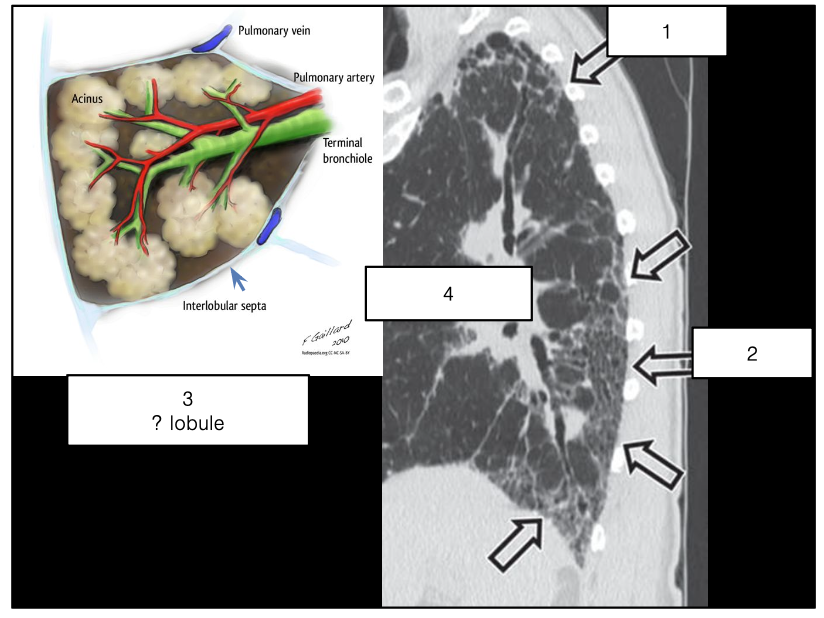 Pulmonary vein
Pulmonary artery
Acinus
Terminal
bronchiole
Interlobular septa
F Gaillard
2010
Radiopaedia.org CC-NC-SA-BY
3
? lobule
1
4
2